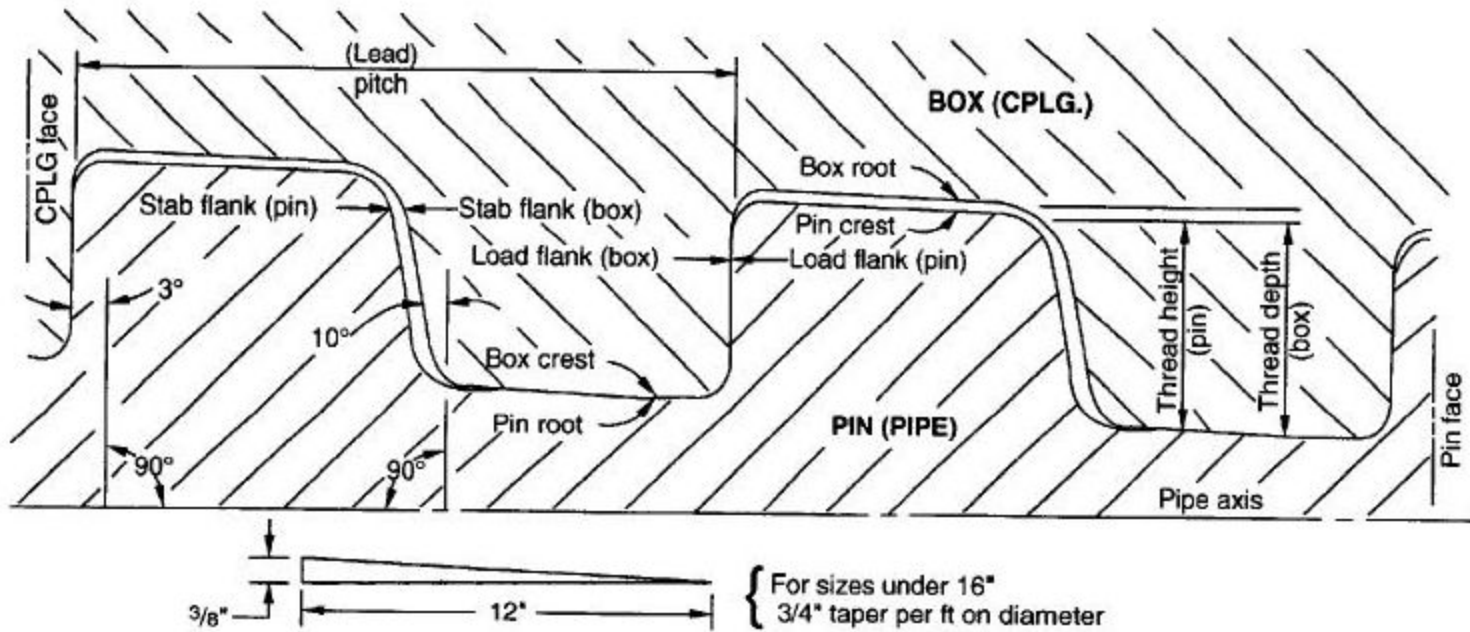 (Lead)
pitch
CPLG face
BOX (CPLG.)
Box root
Stab flank (pin)
Stab flank (box)
Pin crest
Load flank (box)
Load flank (pin)
3°
10°
Thread height
(pin)
Thread depth
(box)
Box crest
Pin root
PIN (PIPE)
Pin face
90°
90°
Pipe axis
3/8"
12"
For sizes under 16"
3/4" taper per ft on diameter